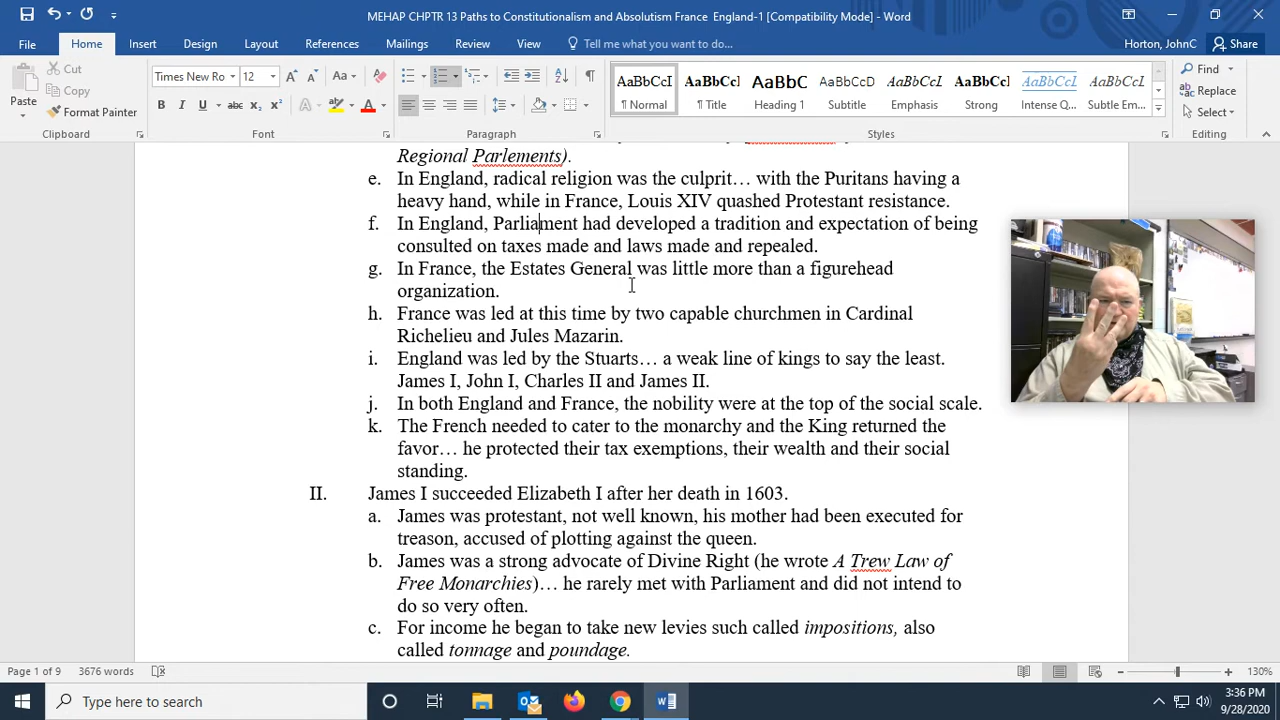 MEHAP CHPTR 13 Paths to Constitutionalism and Absolutism France England-1 [Compatibility Mode] - Word
File Home Insert Design Layout References Mailings Review View Tell me what you want to do... Horton, JohnC Share
Cut
Copy
Format Painter
Paste
Clipboard
Times New Ro 12
Font
Paragraph
AaBbCcI AaBbCcl AaBbC AaBbCcD AaBbCcI AaBbCcl AaBbCcL AaBbCcI
¶ Normal ¶ Title Heading 1 Subtitle Emphasis Strong Intense Q... Subtle Em...
Styles
Find
Replace
Select
Editing
Regional Parlements).
e. In England, radical religion was the culprit… with the Puritans having a
heavy hand, while in France, Louis XIV quashed Protestant resistance.
f. In England, Parliament had developed a tradition and expectation of being
consulted on taxes made and laws made and repealed.
g. In France, the Estates General was little more than a figurehead
organization.
h. France was led at this time by two capable churchmen in Cardinal
Richelieu and Jules Mazarin.
i. England was led by the Stuarts… a weak line of kings to say the least.
James I, John I, Charles II and James II.
j. In both England and France, the nobility were at the top of the social scale.
k. The French needed to cater to the monarchy and the King returned the
favor… he protected their tax exemptions, their wealth and their social
standing.
II. James I succeeded Elizabeth I after her death in 1603.
a. James was protestant, not well known, his mother had been executed for
treason, accused of plotting against the queen.
b. James was a strong advocate of Divine Right (he wrote A Trew Law of
Free Monarchies)… he rarely met with Parliament and did not intend to
do so very often.
c. For income he began to take new levies such called impositions, also
called tonnage and poundage.
Page 1 of 9 3676 words 130%
Type here to search
3:36 PM
9/28/2020